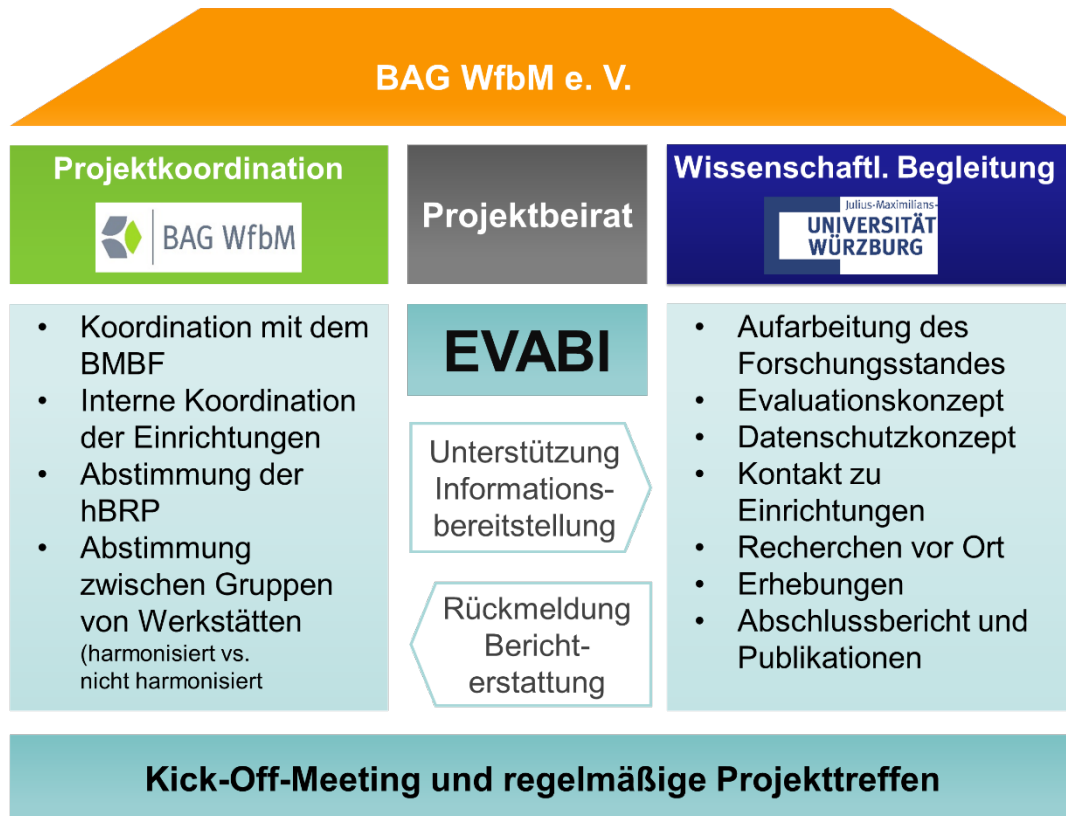 BAG WfbM e. V.
Projektkoordination
BAG WfbM
Projektbeirat
Wissenschaftl. Begleitung
Julius-Maximilians-
UNIVERSITÄT
WÜRZBURG
• Koordination mit dem
BMBF
• Interne Koordination
der Einrichtungen
• Abstimmung der
hBRP
• Abstimmung
zwischen Gruppen
von Werkstätten
(harmonisiert vs.
nicht harmonisiert
EVABI
Unterstützung
Informations-
bereitstellung
Rückmeldung
Bericht-
erstattung
• Aufarbeitung des
Forschungsstandes
• Evaluationskonzept
• Datenschutzkonzept
• Kontakt zu
Einrichtungen
• Recherchen vor Ort
• Erhebungen
• Abschlussbericht und
Publikationen
Kick-Off-Meeting und regelmäßige Projekttreffen